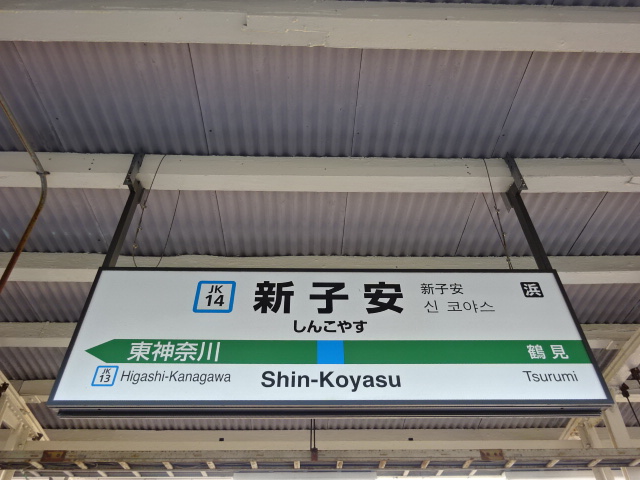 JK
14
新子安
新子安
신 코야스
浜
しんこやす
東神奈川
鶴見
JK
13
Higashi-Kanagawa
Shin-Koyasu
Tsurumi